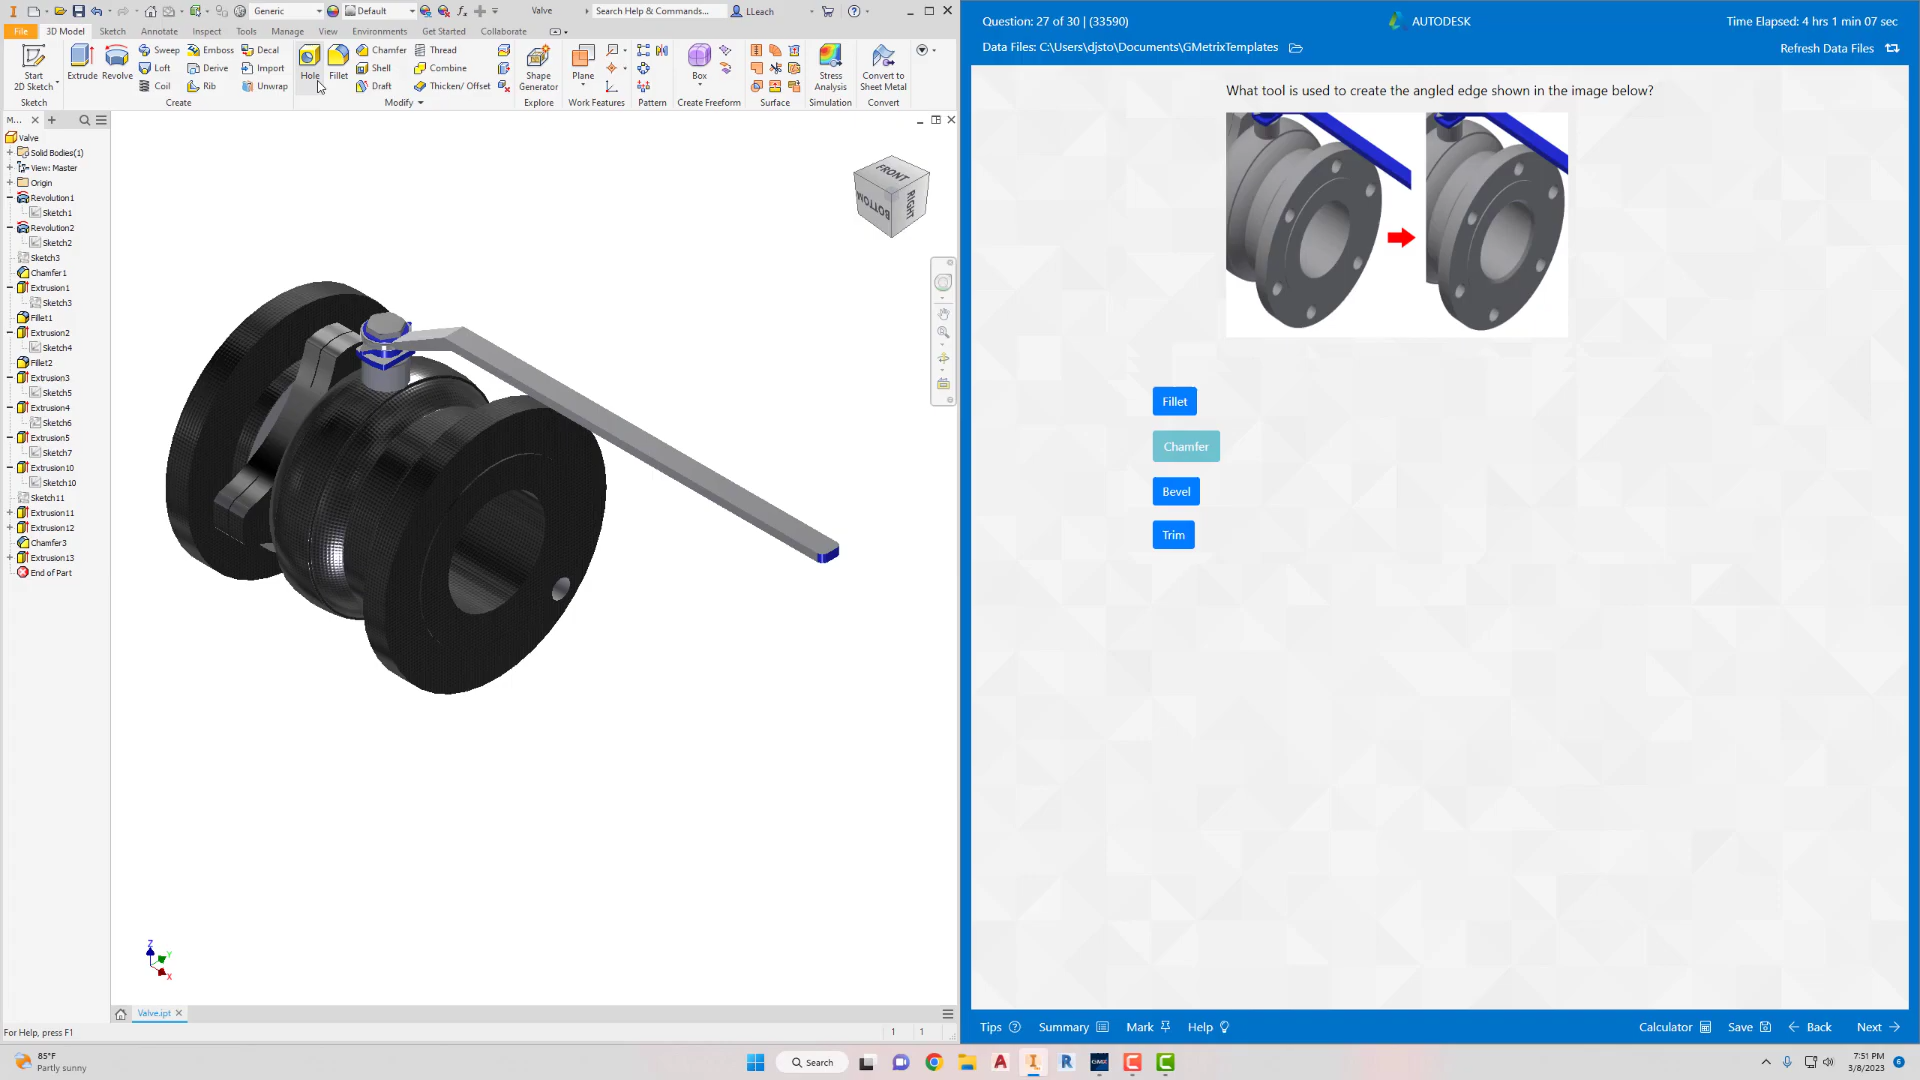 Generic
Default
Valve
Search Help & Commands...
LLeach
File
3D Model
Sketch
Annotate
Inspect
Tools
Manage
View
Environments
Get Started
Collaborate
Start
2D Sketch
Sketch
Extrude
Revolve
Sweep
Loft
Coil
Emboss
Derive
Rib
Decal
Import
Unwrap
Create
Hole
Fillet
Chamfer
Shell
Draft
Thread
Combine
Thicken/ Offset
Modify
Shape
Generator
Explore
Plane
Work Features
Pattern
Box
Create Freeform
Surface
Stress
Analysis
Simulation
Convert to
Sheet Metal
Convert
M...
Valve
Solid Bodies(1)
View: Master
Origin
Revolution1
Sketch1
Revolution2
Sketch2
Sketch3
Chamfer1
Extrusion1
Sketch3
Fillet1
Extrusion2
Sketch4
Fillet2
Extrusion3
Sketch5
Extrusion4
Sketch6
Extrusion5
Sketch7
Extrusion10
Sketch10
Sketch11
Extrusion11
Extrusion12
Chamfer3
Extrusion13
End of Part
FRONT
RIGHT
BOTTOM
Z
Y
X
Valve.ipt
For Help, press F1
1 1
Question: 27 of 30 | (33590)
AUTODESK
Time Elapsed: 4 hrs 1 min 07 sec
Data Files: C:\Users\djsto\Documents\GMetrixTemplates
Refresh Data Files
What tool is used to create the angled edge shown in the image below?
Fillet
Chamfer
Bevel
Trim
Tips
Summary
Mark
Help
Calculator
Save
Back
Next
85°F
Partly sunny
Search
7:51 PM
3/8/2023
6